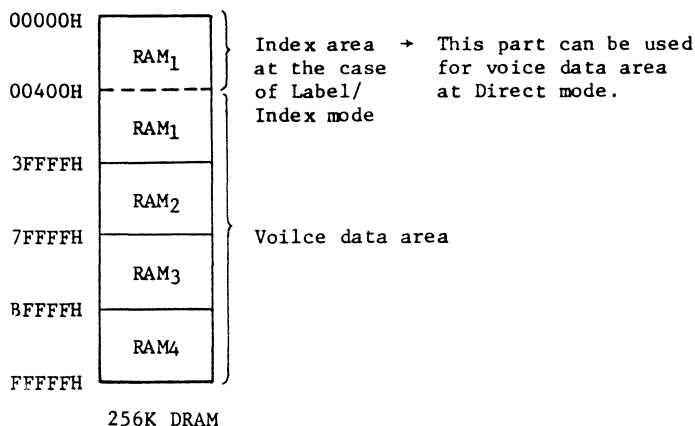 00000H
RAM1
Index area → This part can be used
at the case for voice data area
of Label/ at Direct mode.
Index mode
00400H
RAM1
3FFFFH
RAM2
7FFFFH
Voilce data area
RAM3
BFFFFH
RAM4
FFFFFH
256K DRAM